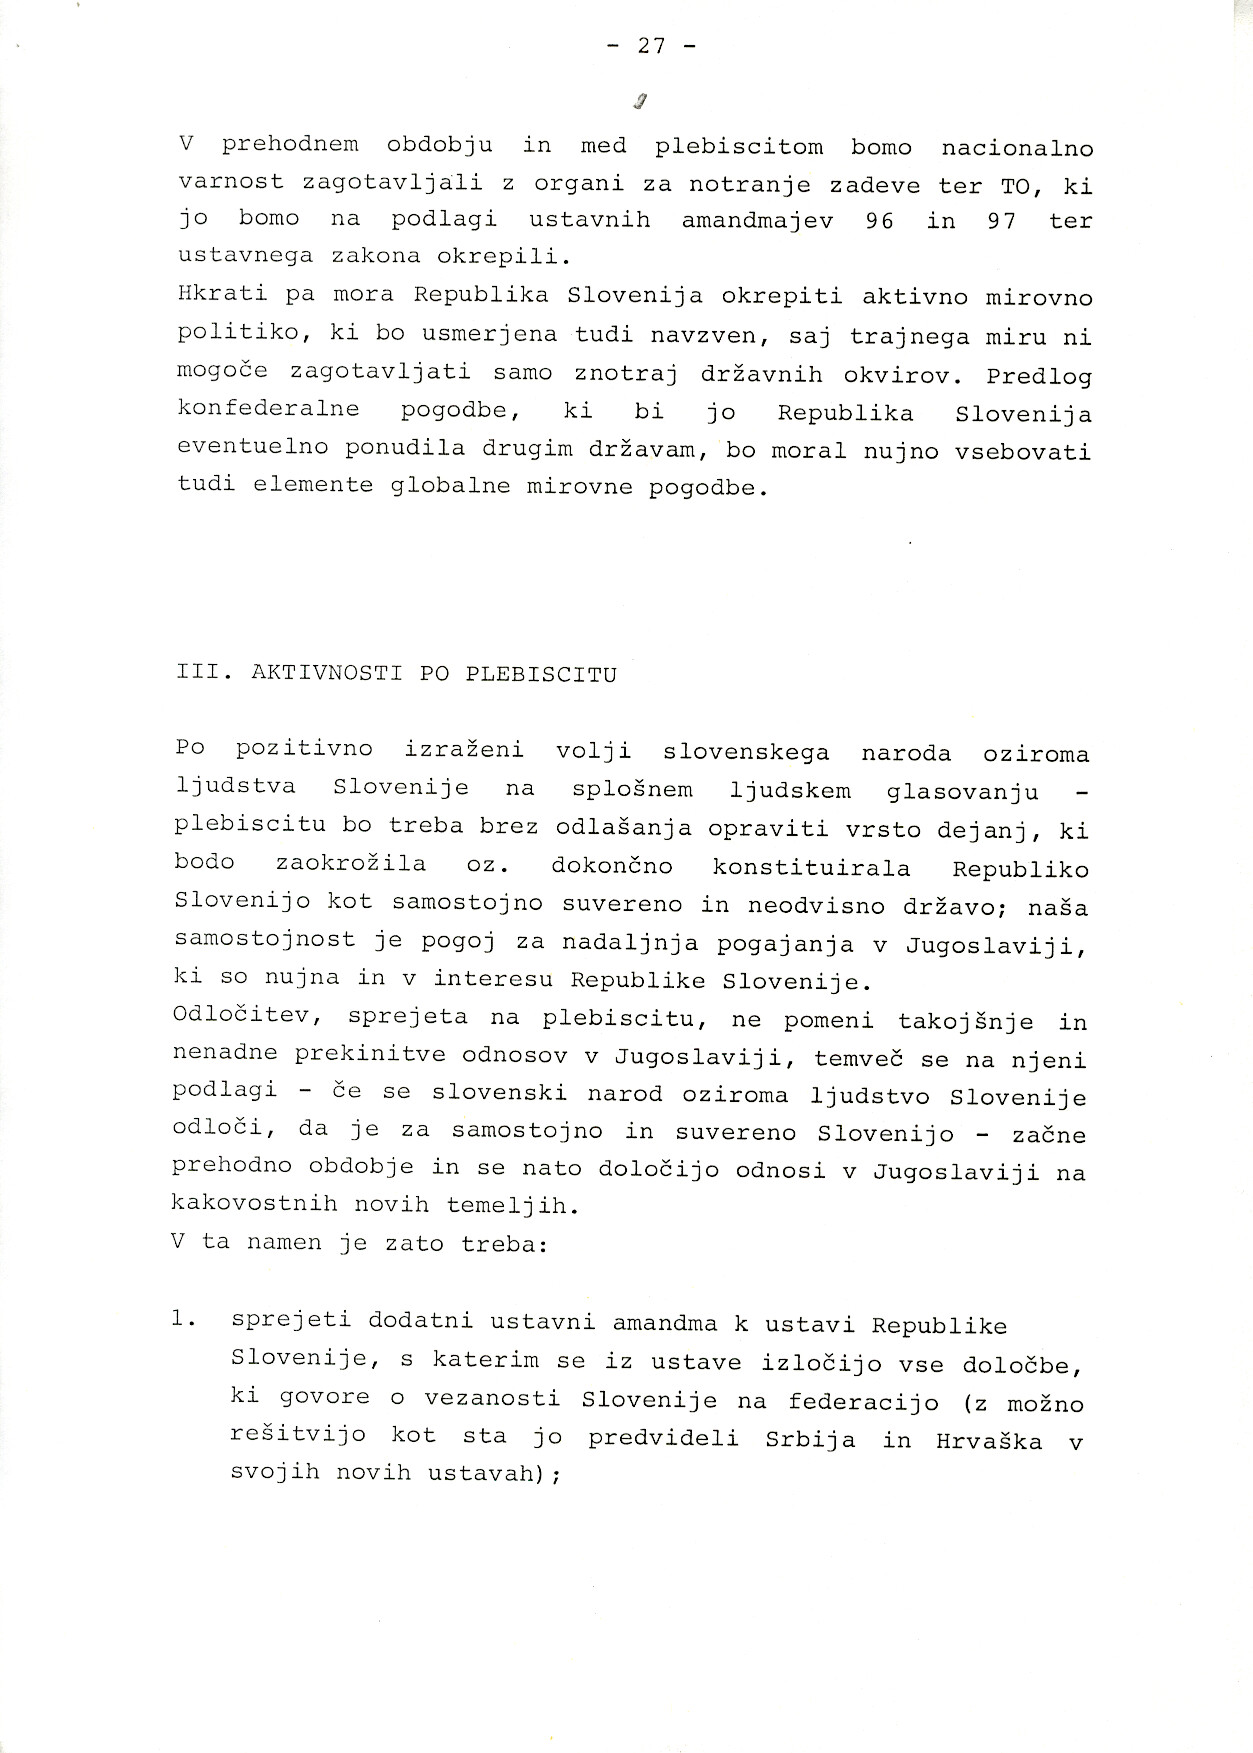 - 27 -
V prehodnem obdobju in med plebiscitom bomo nacionalno
varnost zagotavljali z organi za notranje zadeve ter TO, ki
jo bomo na podlagi ustavnih amandmajev 96 in 97 ter
ustavnega zakona okrepili.
Hkrati pa mora Republika Slovenija okrepiti aktivno mirovno
politiko, ki bo usmerjena tudi navzven, saj trajnega miru ni
mogoče zagotavljati samo znotraj državnih okvirov. Predlog
konfederalne pogodbe, ki bi jo Republika Slovenija
eventuelno ponudila drugim državam, bo moral nujno vsebovati
tudi elemente globalne mirovne pogodbe.
III. AKTIVNOSTI PO PLEBISCITU
Po pozitivno izraženi volji slovenskega naroda oziroma
ljudstva Slovenije na splošnem ljudskem glasovanju -
plebiscitu bo treba brez odlašanja opraviti vrsto dejanj, ki
bodo zaokrožila oz. dokončno konstituirala Republiko
Slovenijo kot samostojno suvereno in neodvisno državo; naša
samostojnost je pogoj za nadaljnja pogajanja v Jugoslaviji,
ki so nujna in v interesu Republike Slovenije.
Odločitev, sprejeta na plebiscitu, ne pomeni takojšnje in
nenadne prekinitve odnosov v Jugoslaviji, temveč se na njeni
podlagi - če se slovenski narod oziroma ljudstvo Slovenije
odloči, da je za samostojno in suvereno Slovenijo - začne
prehodno obdobje in se nato določijo odnosi v Jugoslaviji na
kakovostnih novih temeljih.
V ta namen je zato treba:
1. sprejeti dodatni ustavni amandma k ustavi Republike
Slovenije, s katerim se iz ustave izločijo vse določbe,
ki govore o vezanosti Slovenije na federacijo (z možno
rešitvijo kot sta jo predvideli Srbija in Hrvaška v
svojih novih ustavah);